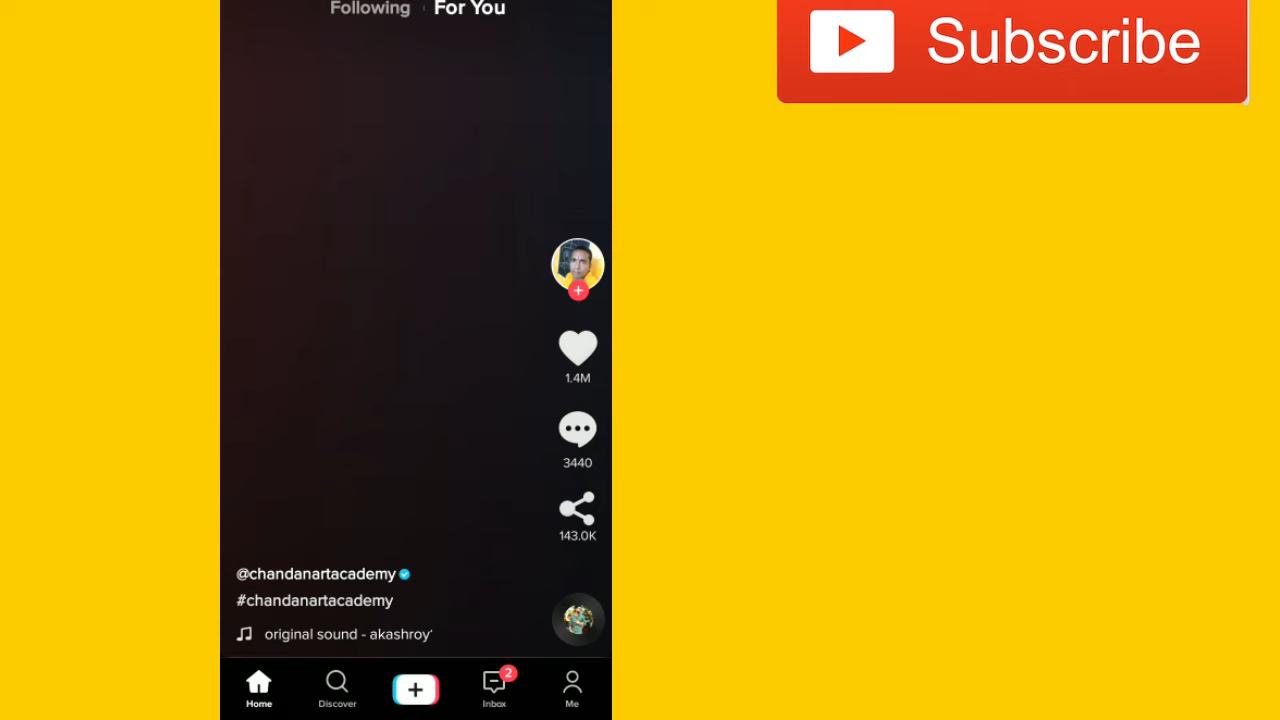 Following
For You
Subscribe
1.4M
3440
143.0K
@chandanartacademy
#chandanartacademy
original sound - akashroy
2
Home
Discover
Inbox
Me